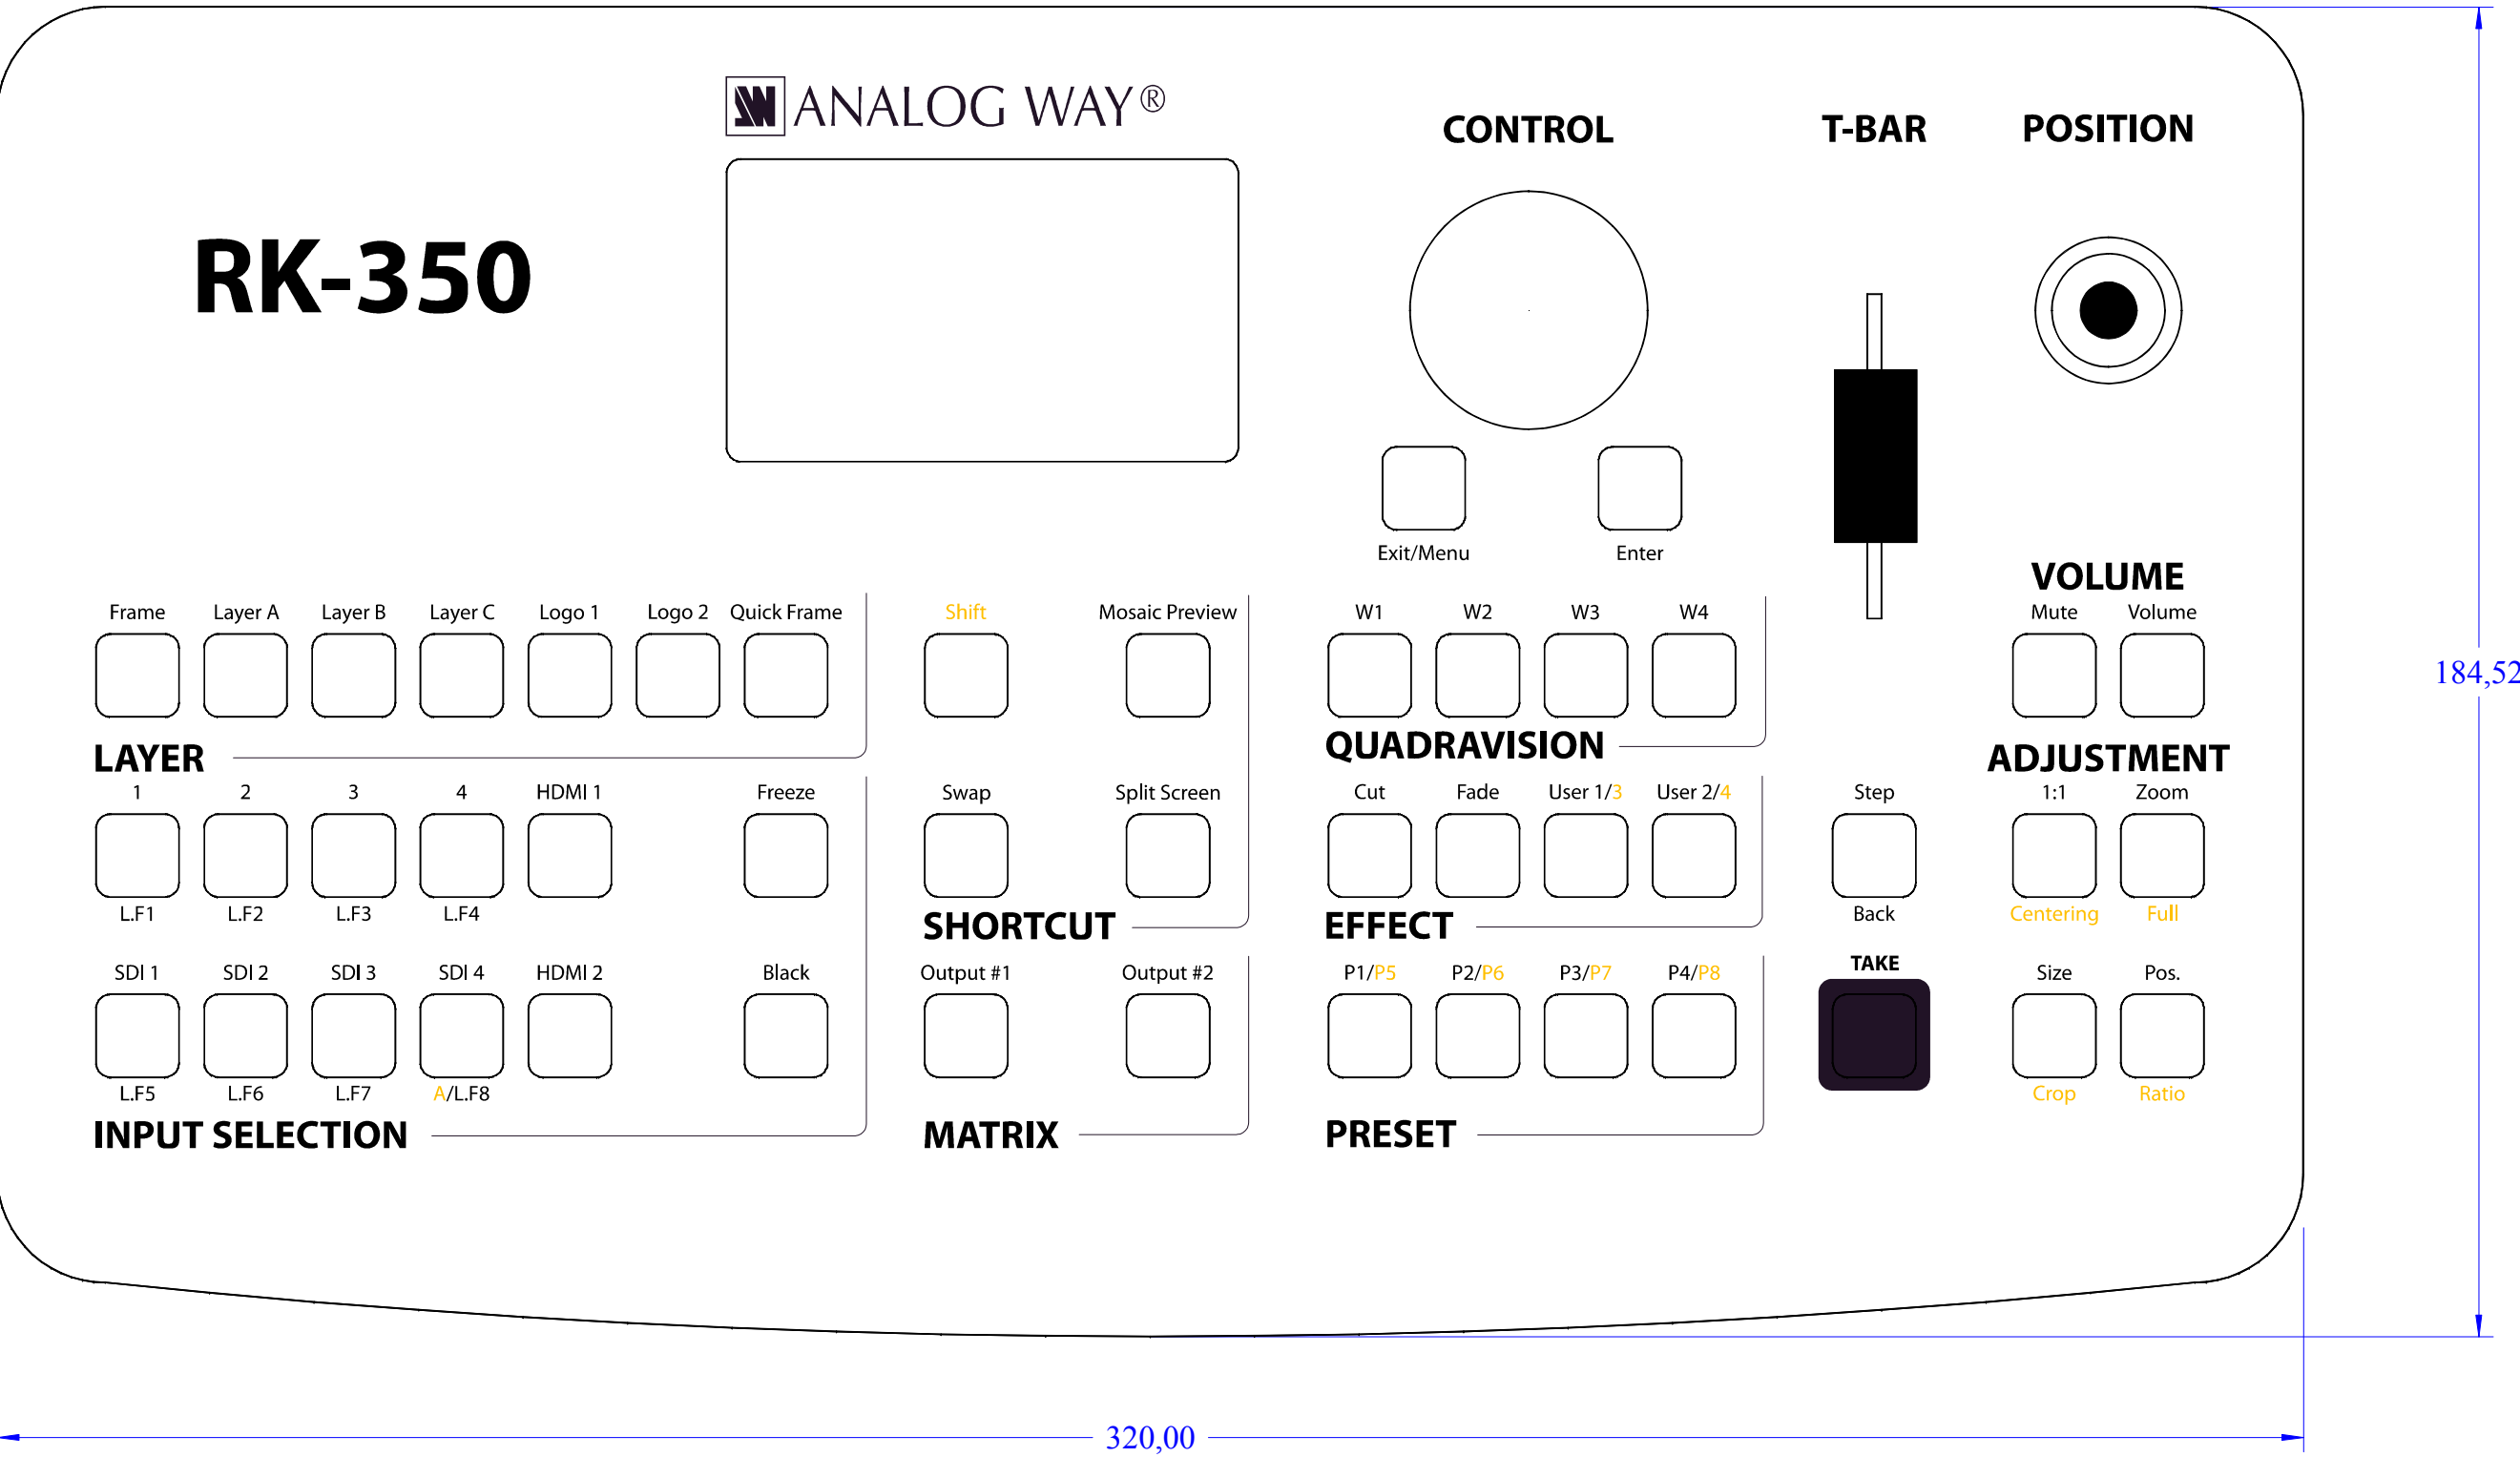 ANALOG WAY®
CONTROL T-BAR POSITION
RK-350
Exit/Menu Enter
VOLUME
Frame Layer A Layer B Layer C Logo 1 Logo 2 Quick Frame Shift Mosaic Preview W1 W2 W3 W4 Mute Volume
184,52
LAYER QUADRAVISION ADJUSTMENT
1 2 3 4 HDMI 1 Freeze Swap Split Screen Cut Fade User 1/3 User 2/4 Step 1:1 Zoom
L.F1 L.F2 L.F3 L.F4 SHORTCUT EFFECT Back Centering Full
SDI 1 SDI 2 SDI 3 SDI 4 HDMI 2 Black Output #1 Output #2 P1/P5 P2/P6 P3/P7 P4/P8 TAKE Size Pos.
L.F5 L.F6 L.F7 A/L.F8 Crop Ratio
INPUT SELECTION MATRIX PRESET
320,00